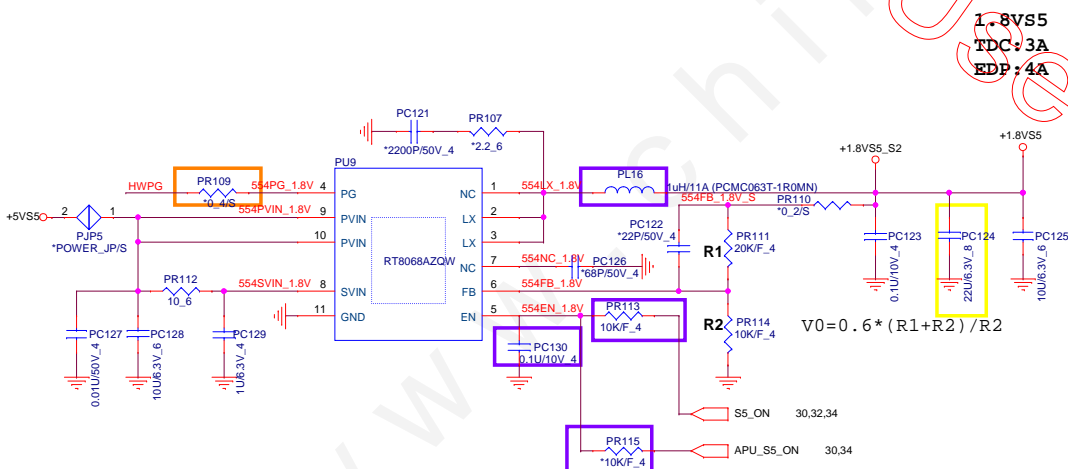 1.8VS5
TDC:3A
EDP:4A
+1.8VS5
+1.8VS5_S2
PC121
*2200P/50V_4
PR107
*2.2_6
PU9
HWPG
PR109
*0_4/S
554PG_1.8V
4
PG
NC
1
554LX_1.8V
PL16
1uH/11A (PCMC063T-1R0MN)
554FB_1.8V_S
PR110
*0_2/S
+5VS5
2
1
PJP5
*POWER_JP/S
554PVIN_1.8V
9
PVIN
LX
2
10
PVIN
LX
3
RT8068AZQW
NC
7
554NC_1.8V
PC126
*68P/50V_4
PC122
*22P/50V_4
R1
PR111
20K/F_4
PC123
0.1U/10V_4
PC124
22U/6.3V_8
PC125
10U/6.3V_6
PR112
10_6
554SVIN_1.8V
8
SVIN
FB
6
554FB_1.8V
11
GND
EN
5
554EN_1.8V
PR113
10K/F_4
R2
PR114
10K/F_4
V0=0.6*(R1+R2)/R2
PC127
0.01U/50V_4
PC128
10U/6.3V_6
PC129
1U/6.3V_4
PC130
0.1U/10V_4
S5_ON 30,32,34
PR115
*10K/F_4
APU_S5_ON 30,34